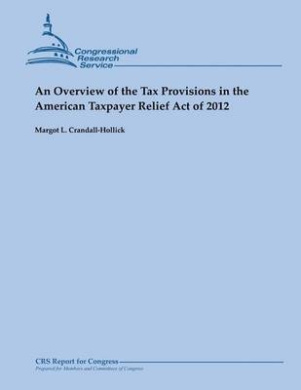 Congressional
Research
Service
An Overview of the Tax Provisions in the
American Taxpayer Relief Act of 2012
Margot L. Crandall-Hollick
CRS Report for Congress
Prepared for Members and Committees of Congress